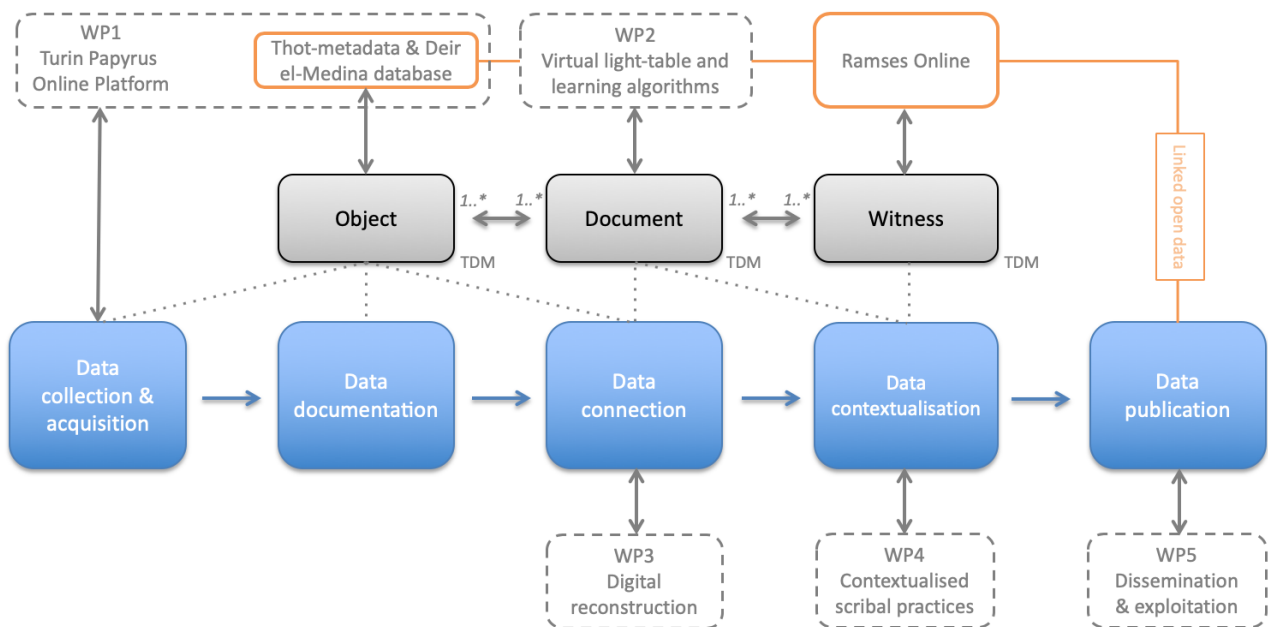 WP1
Turin Papyrus
Online Platform
Thot-metadata & Deir
el-Medina database
WP2
Virtual light-table and
learning algorithms
Ramses Online
Linked open data
Object
1..*
1..*
Document
1..*
1..*
Witness
TDM
TDM
TDM
Data
collection &
acquisition
Data
documentation
Data
connection
Data
contextualisation
Data
publication
WP3
Digital
reconstruction
WP4
Contextualised
scribal practices
WP5
Dissemination
& exploitation